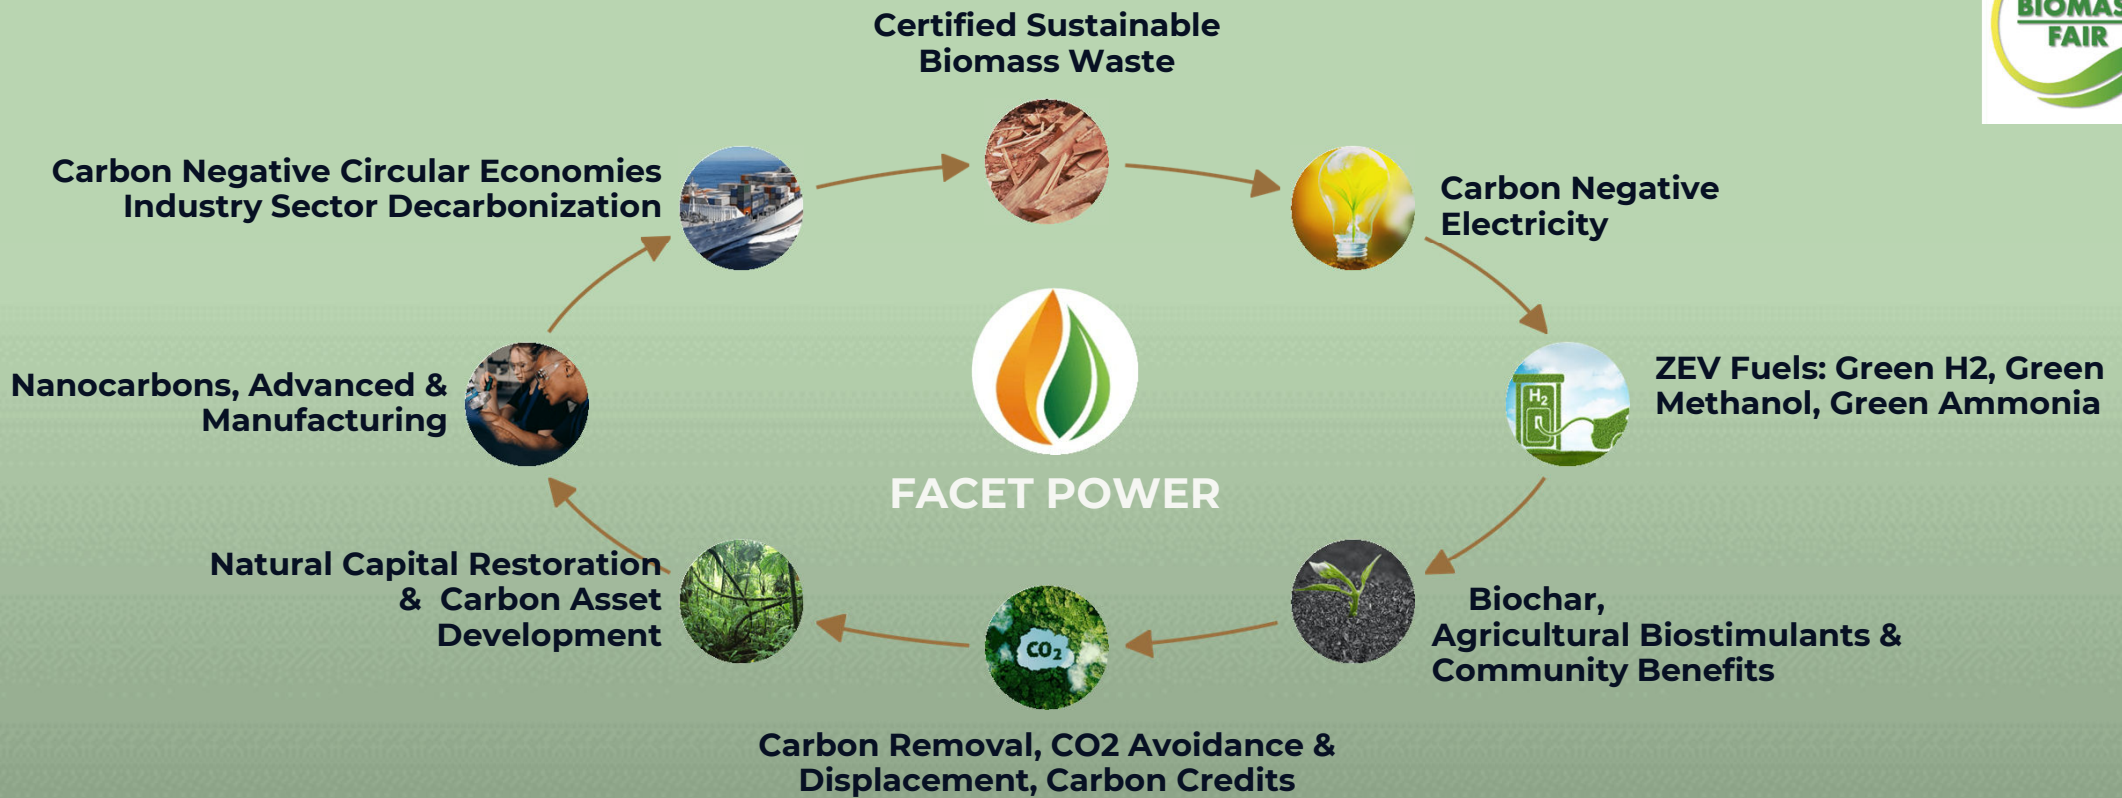 Certified Sustainable
Biomass Waste
FAIR
Carbon Negative Circular Economies
Industry Sector Decarbonization
Carbon Negative
Electricity
ZEV Fuels: Green H2, Green
Methanol, Green Ammonia
H2
Nanocarbons, Advanced &
Manufacturing
FACET POWER
Natural Capital Restoration
& Carbon Asset
Development
Biochar,
Agricultural Biostimulants &
Community Benefits
CO2
Carbon Removal, CO2 Avoidance &
Displacement, Carbon Credits